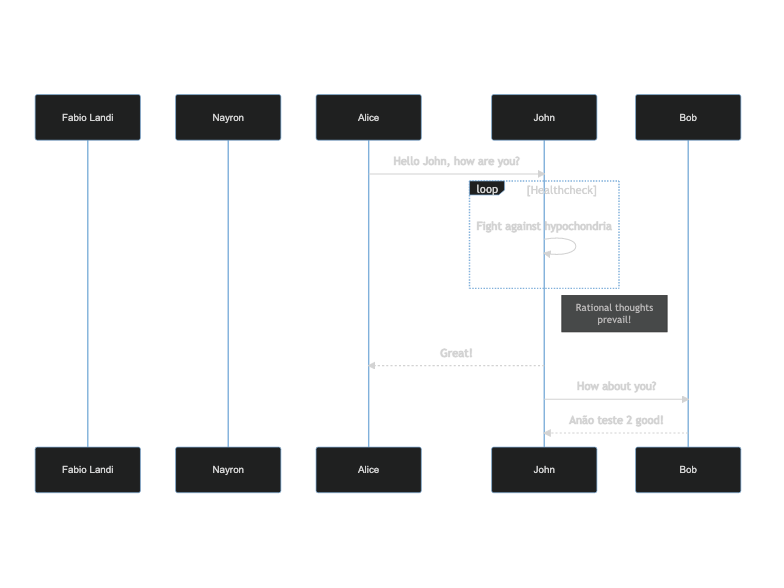 Fabio Landi
Nayron
Alice
John
Bob
Hello John, how are you?
loop
[Healthcheck]
Fight against hypochondria
Rational thoughts
prevail!
Great!
How about you?
Anão teste 2 good!
Fabio Landi
Nayron
Alice
John
Bob